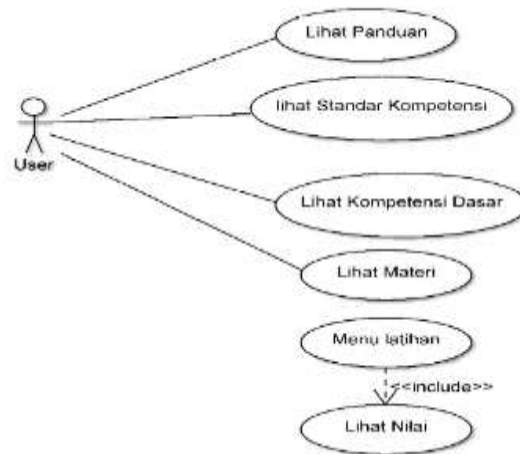 Lihat Panduan
lihat Standar Kompetensi
User
Lihat Kompetensi Dasar
Lihat Materi
Menu latihan
<<include>>
Lihat Nilai